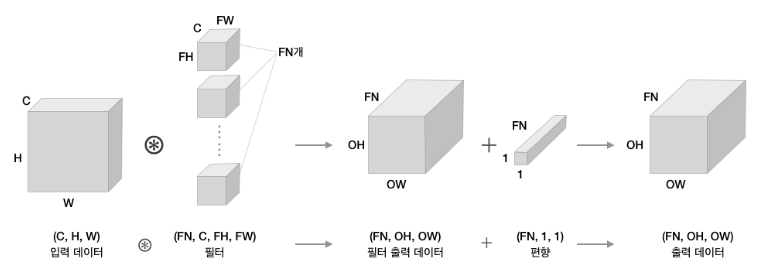 C
FW
FH
FN개
C
H
W
FN
OH
OW
+
FN
1
1
FN
OH
OW
(C, H, W)
입력 데이터
(FN, C, FH, FW)
필터
(FN, OH, OW)
필터 출력 데이터
+
(FN, 1, 1)
편향
(FN, OH, OW)
출력 데이터